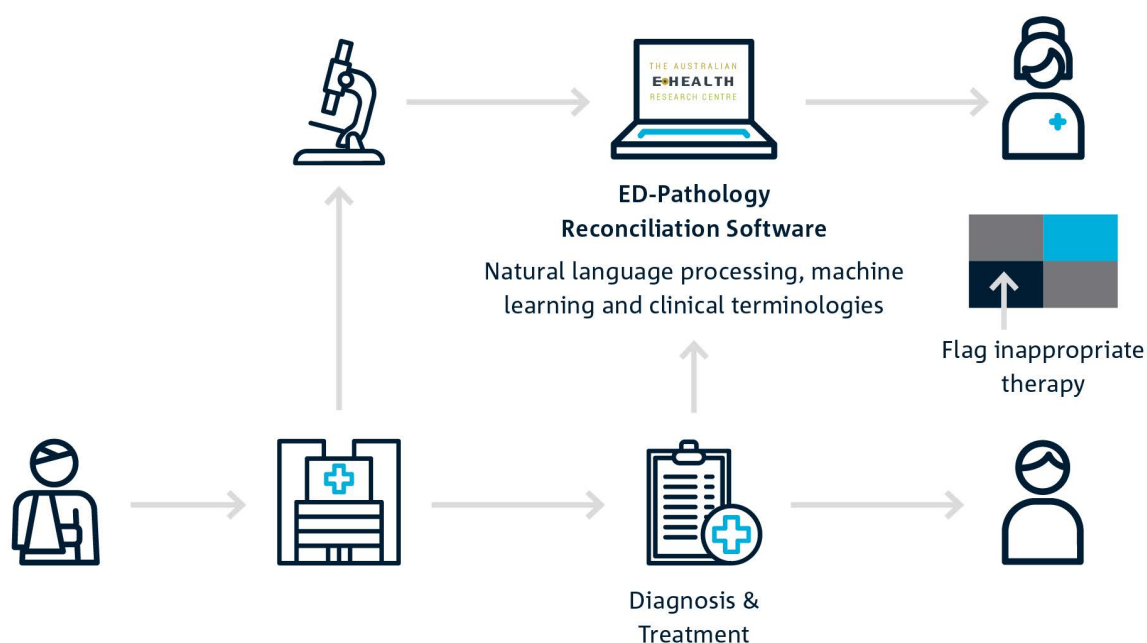 THE AUSTRALIAN
EHEALTH
RESEARCH CENTRE
ED-Pathology
Reconciliation Software
Natural language processing, machine
learning and clinical terminologies
Flag inappropriate
therapy
Diagnosis &
Treatment